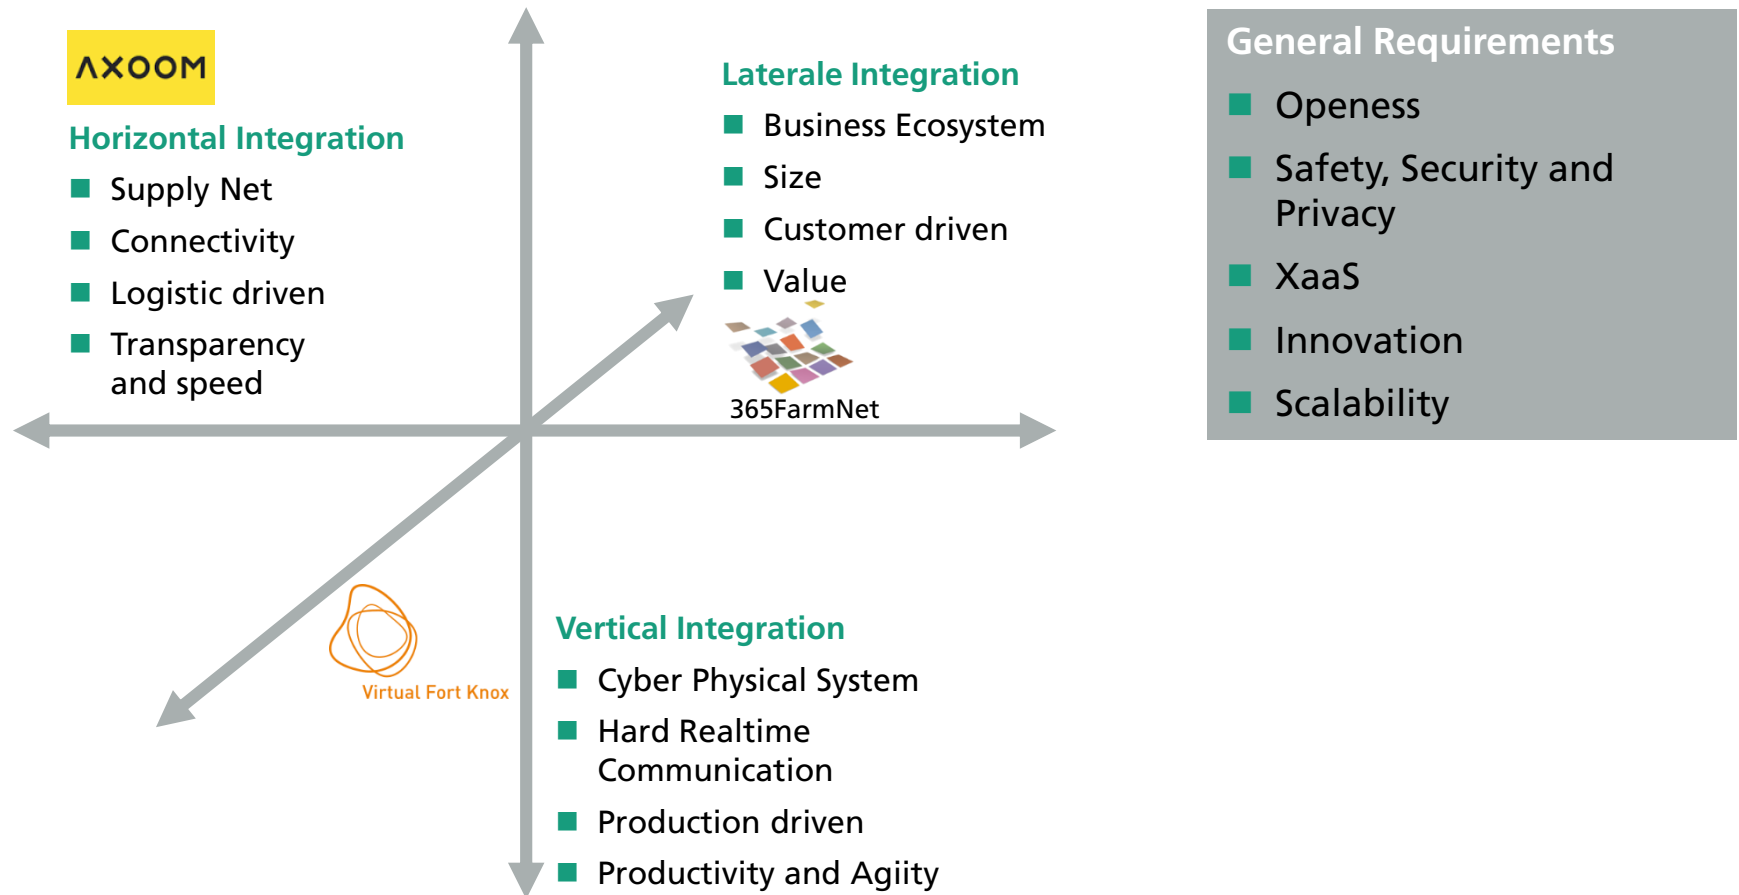 AXOOM
Horizontal Integration
Supply Net
Connectivity
Logistic driven
Transparency
and speed
Laterale Integration
Business Ecosystem
Size
Customer driven
Value
365FarmNet
General Requirements
Openess
Safety, Security and
Privacy
XaaS
Innovation
Scalability
Virtual Fort Knox
Vertical Integration
Cyber Physical System
Hard Realtime
Communication
Production driven
Productivity and Agiity